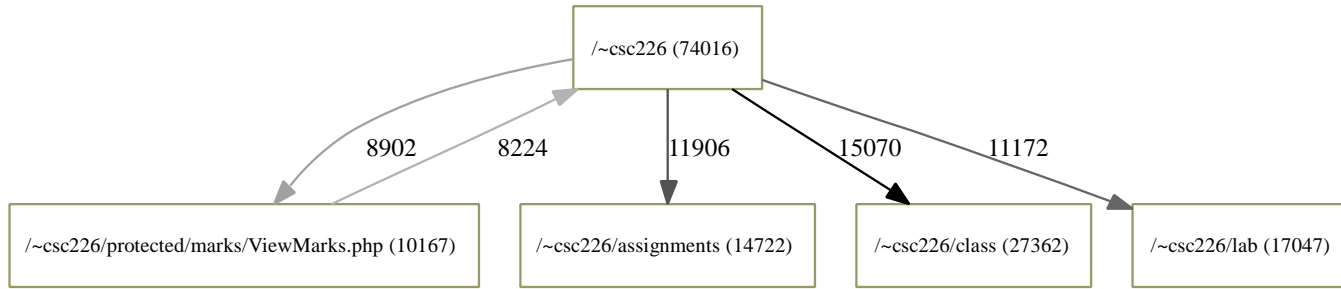 /~csc226 (74016)
8902
8224
11906
15070
11172
/~csc226/protected/marks/ViewMarks.php (10167)
/~csc226/assignments (14722)
/~csc226/class (27362)
/~csc226/lab (17047)